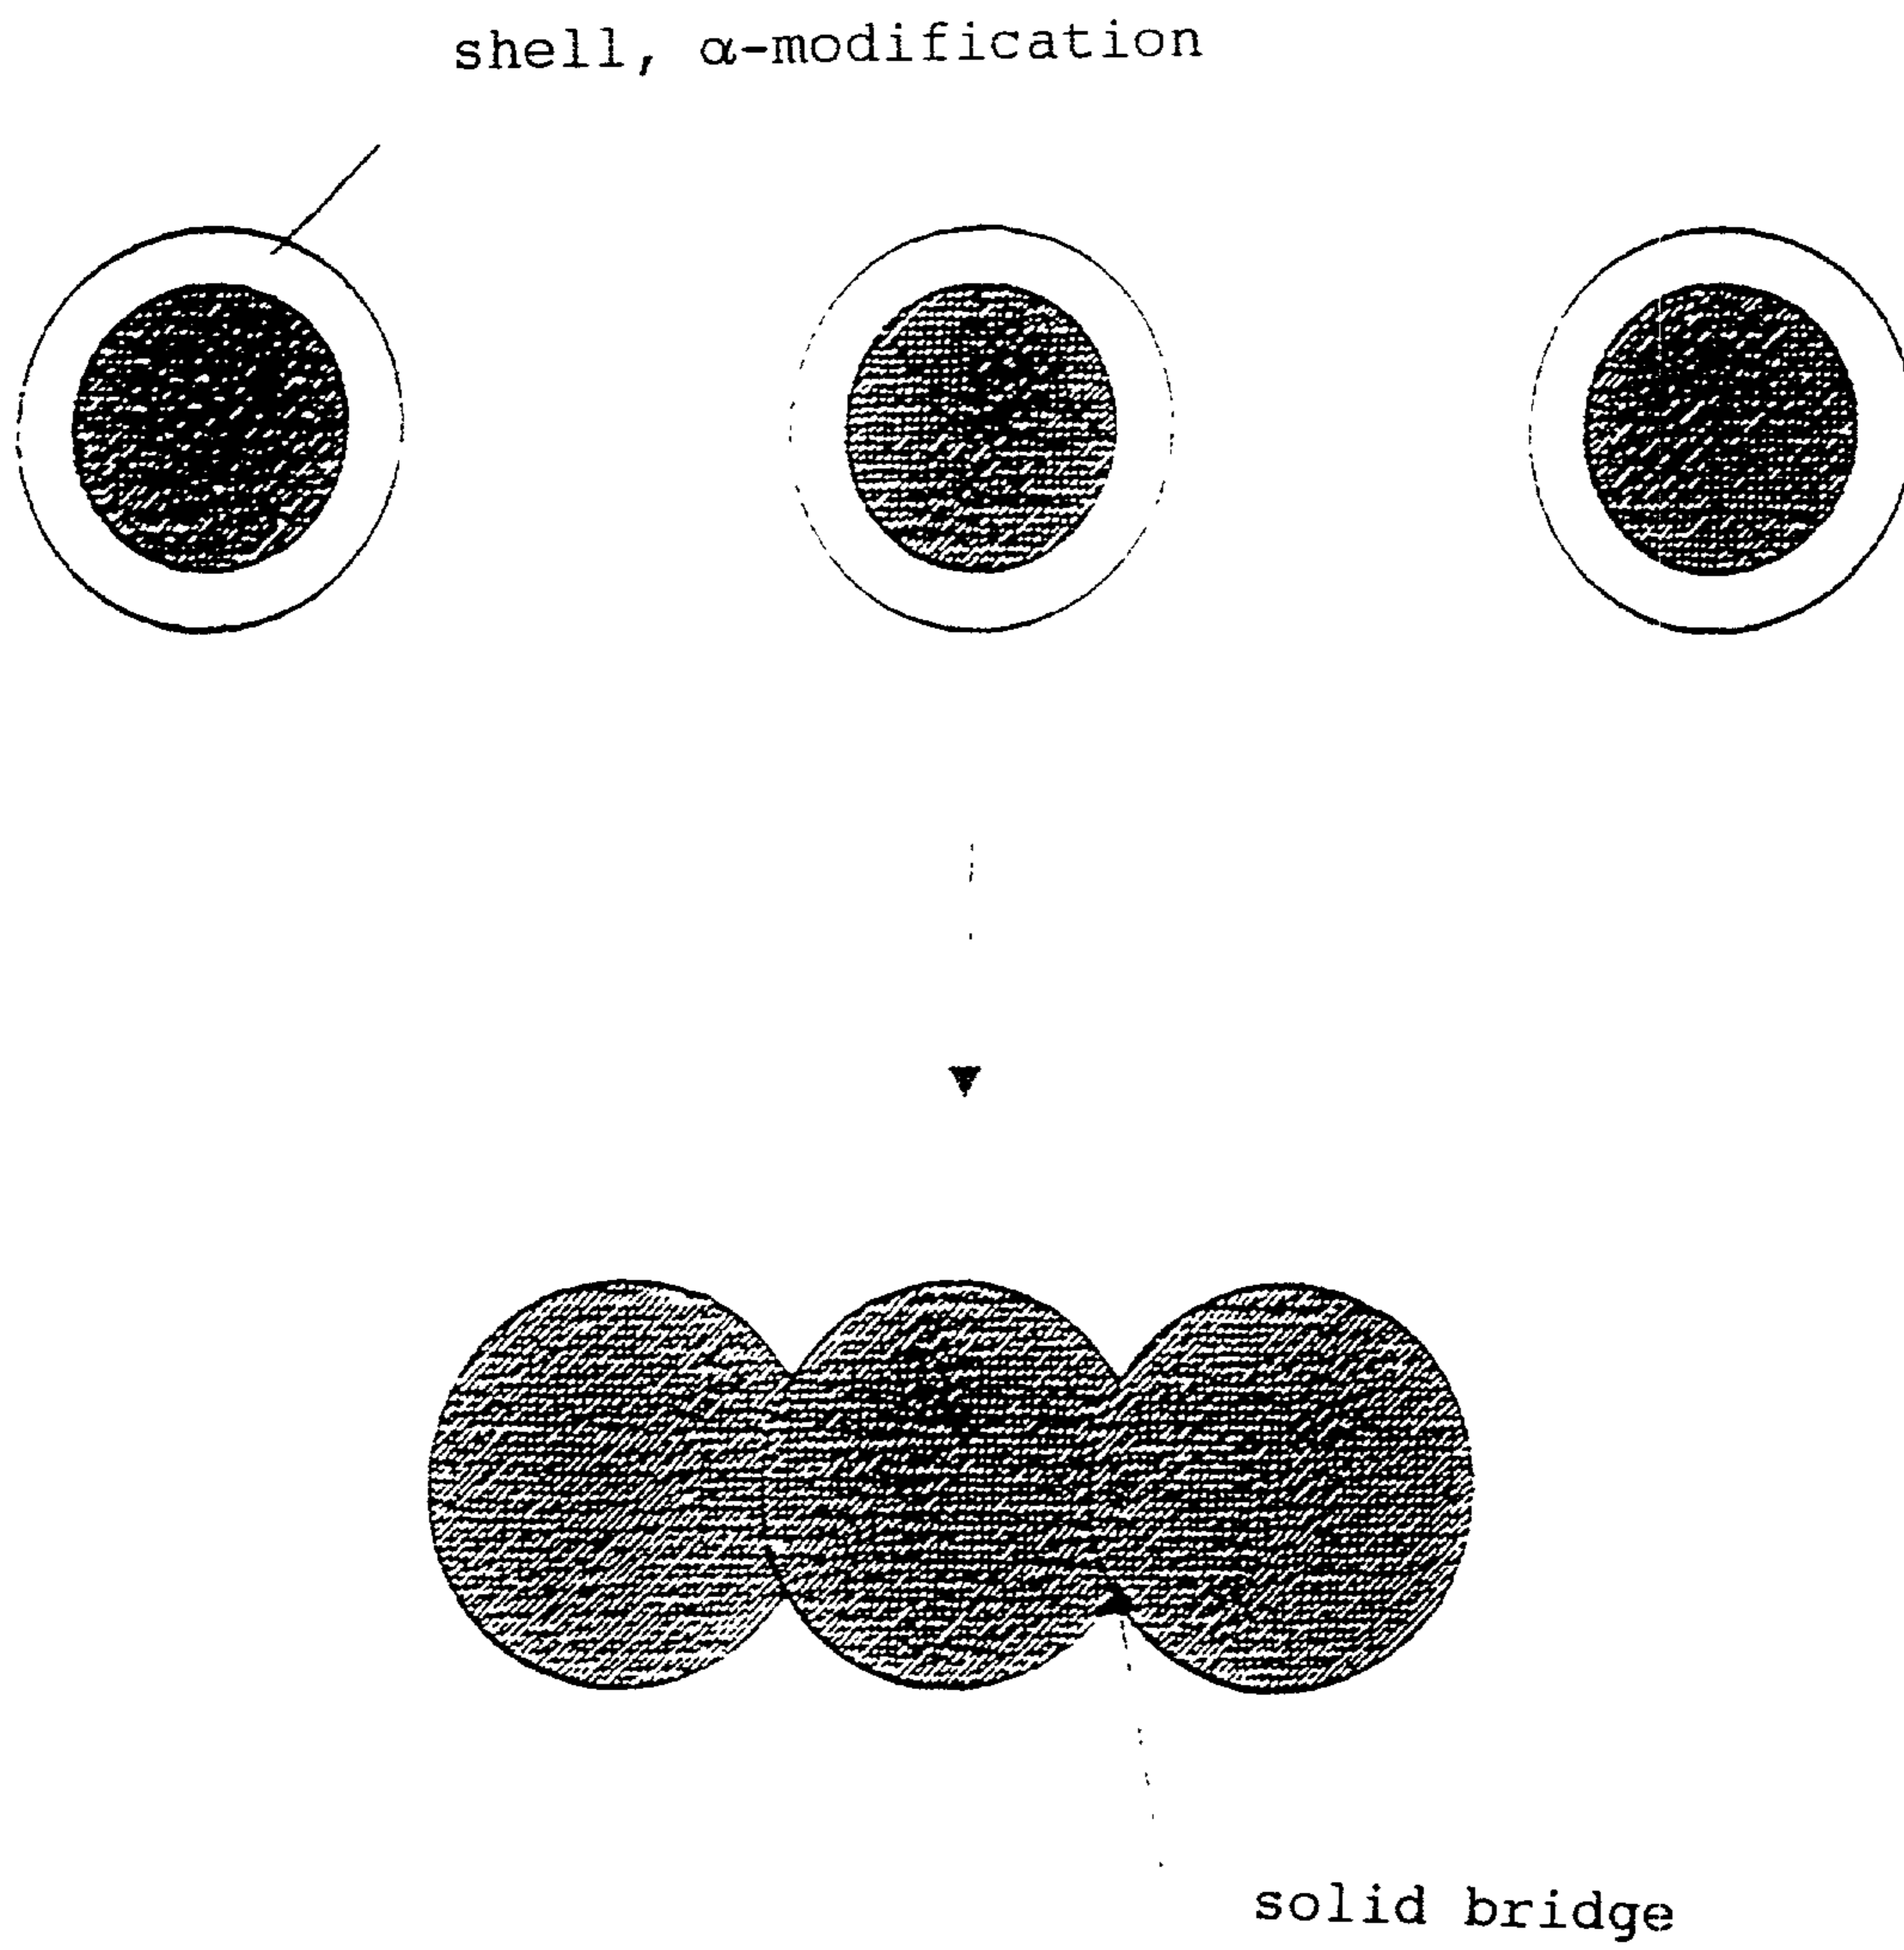 shell, α-modification
solid bridge